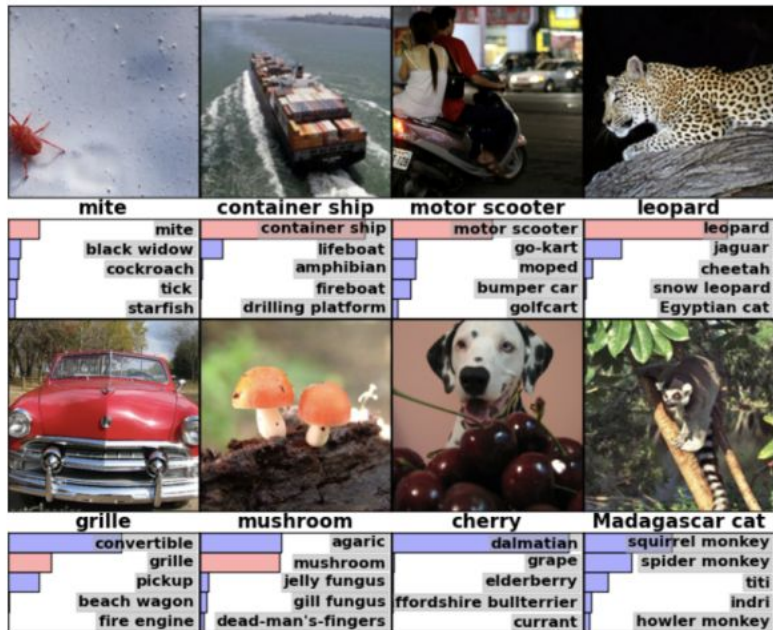 mite
container ship
motor scooter
leopard
mite
black widow
cockroach
tick
starfish
container ship
lifeboat
amphibian
fireboat
drilling platform
motor scooter
go-kart
moped
bumper car
golfcart
leopard
jaguar
cheetah
snow leopard
Egyptian cat
grille
mushroom
cherry
Madagascar cat
convertible
grille
pickup
beach wagon
fire engine
agaric
mushroom
jelly fungus
gill fungus
dead-man's-fingers
dalmatian
grape
elderberry
ffordshire bullterrier
currant
squirrel monkey
spider monkey
titi
indri
howler monkey